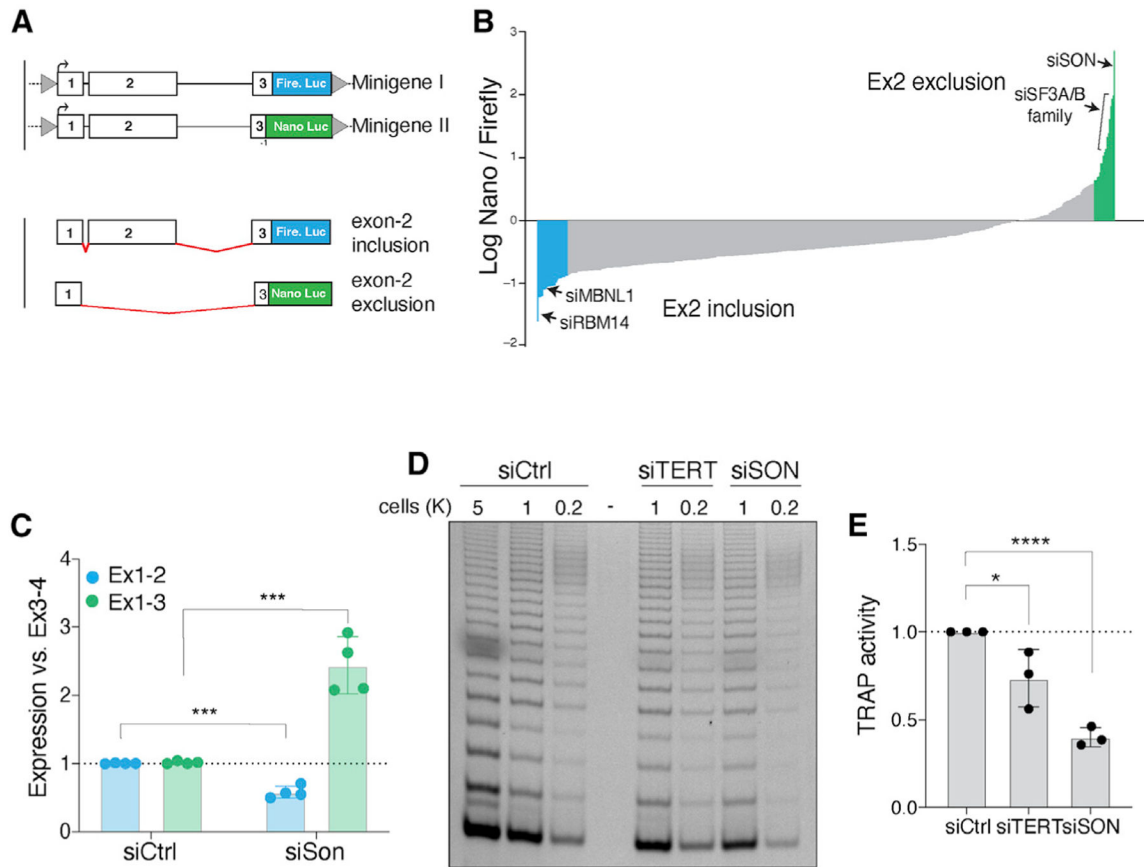 A
1 2 3 Fire. Luc Minigene I
1 2 3 Nano Luc Minigene II
-1
1 2 3 Fire. Luc exon-2
inclusion
1 3 Nano Luc exon-2
exclusion
B
Log Nano / Firefly
3
2
1
0
−1
−2
Ex2 exclusion
siSON
siSF3A/B
family
siMBNL1
Ex2 inclusion
siRBM14
C
Expression vs. Ex3-4
4
3
2
1
0
Ex1-2
Ex1-3
***
***
siCtrl siSon
D
siCtrl siTERT siSON
cells (K) 5 1 0.2 - 1 0.2 1 0.2
E
TRAP activity
1.5
1.0
0.5
0.0
****
*
siCtrl siTERT siSON